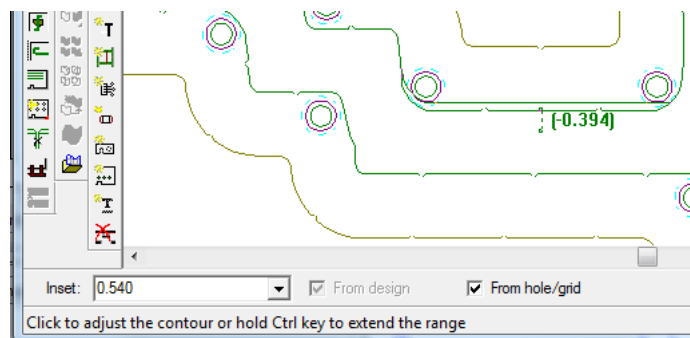 (-0.394)
Inset: 0.540 From design From hole/grid
Click to adjust the contour or hold Ctrl key to extend the range